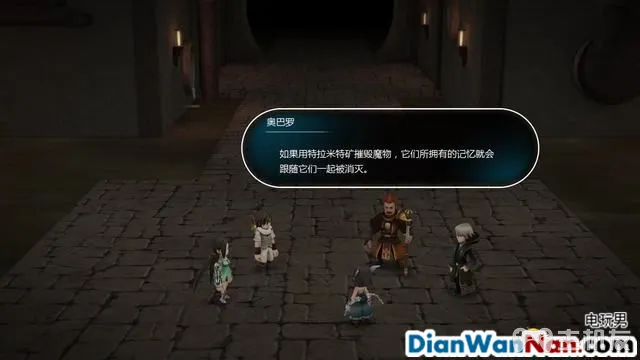 奥巴罗
如果用特拉米特矿摧毁魔物，它们所拥有的记忆就会
跟随它们一起被消灭。
电玩男
DianWanNan.com